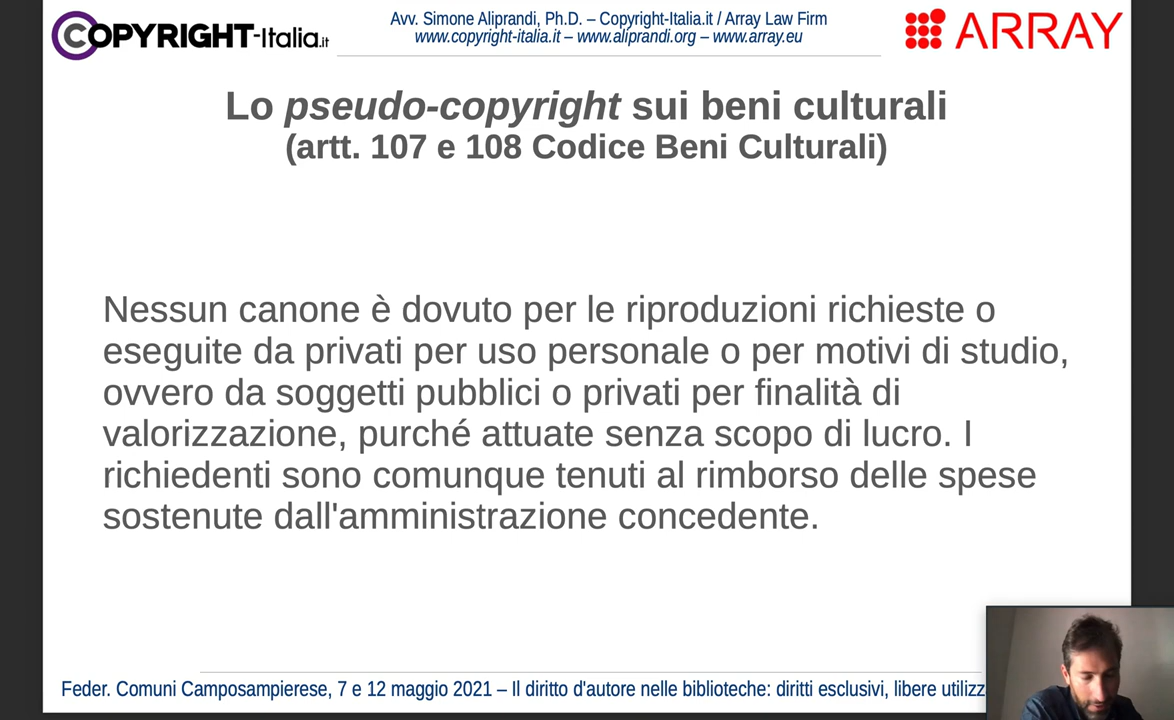 COPYRIGHT-Italia.it
Avv. Simone Aliprandi, Ph.D. – Copyright-Italia.it / Array Law Firm
www.copyright-italia.it – www.aliprandi.org – www.array.eu
ARRAY
Lo pseudo-copyright sui beni culturali
(artt. 107 e 108 Codice Beni Culturali)
Nessun canone è dovuto per le riproduzioni richieste o
eseguite da privati per uso personale o per motivi di studio,
ovvero da soggetti pubblici o privati per finalità di
valorizzazione, purché attuate senza scopo di lucro. I
richiedenti sono comunque tenuti al rimborso delle spese
sostenute dall'amministrazione concedente.
Feder. Comuni Camposampierese, 7 e 12 maggio 2021 – Il diritto d'autore nelle biblioteche: diritti esclusivi, libere